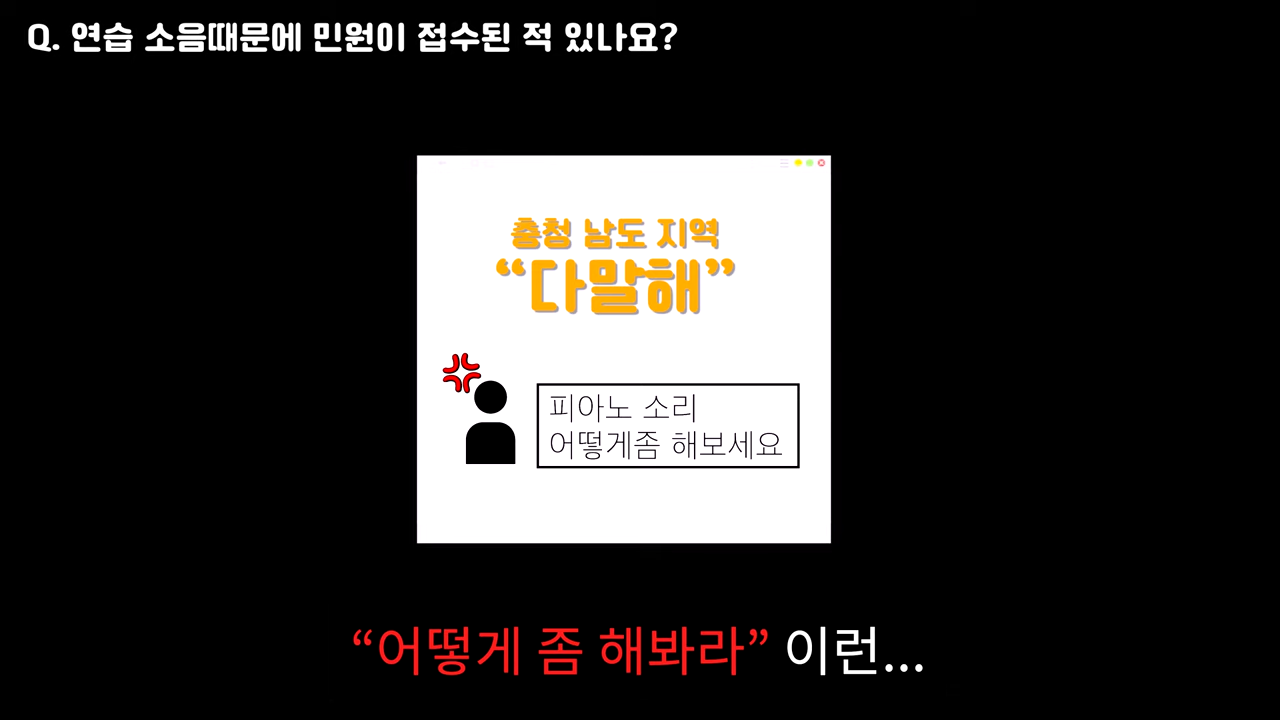 Q. 연습 소음때문에 민원이 접수된 적 있나요?
충청 남도 지역
“다말해”
피아노 소리
어떻게좀 해보세요
“어떻게 좀 해봐라” 이런...